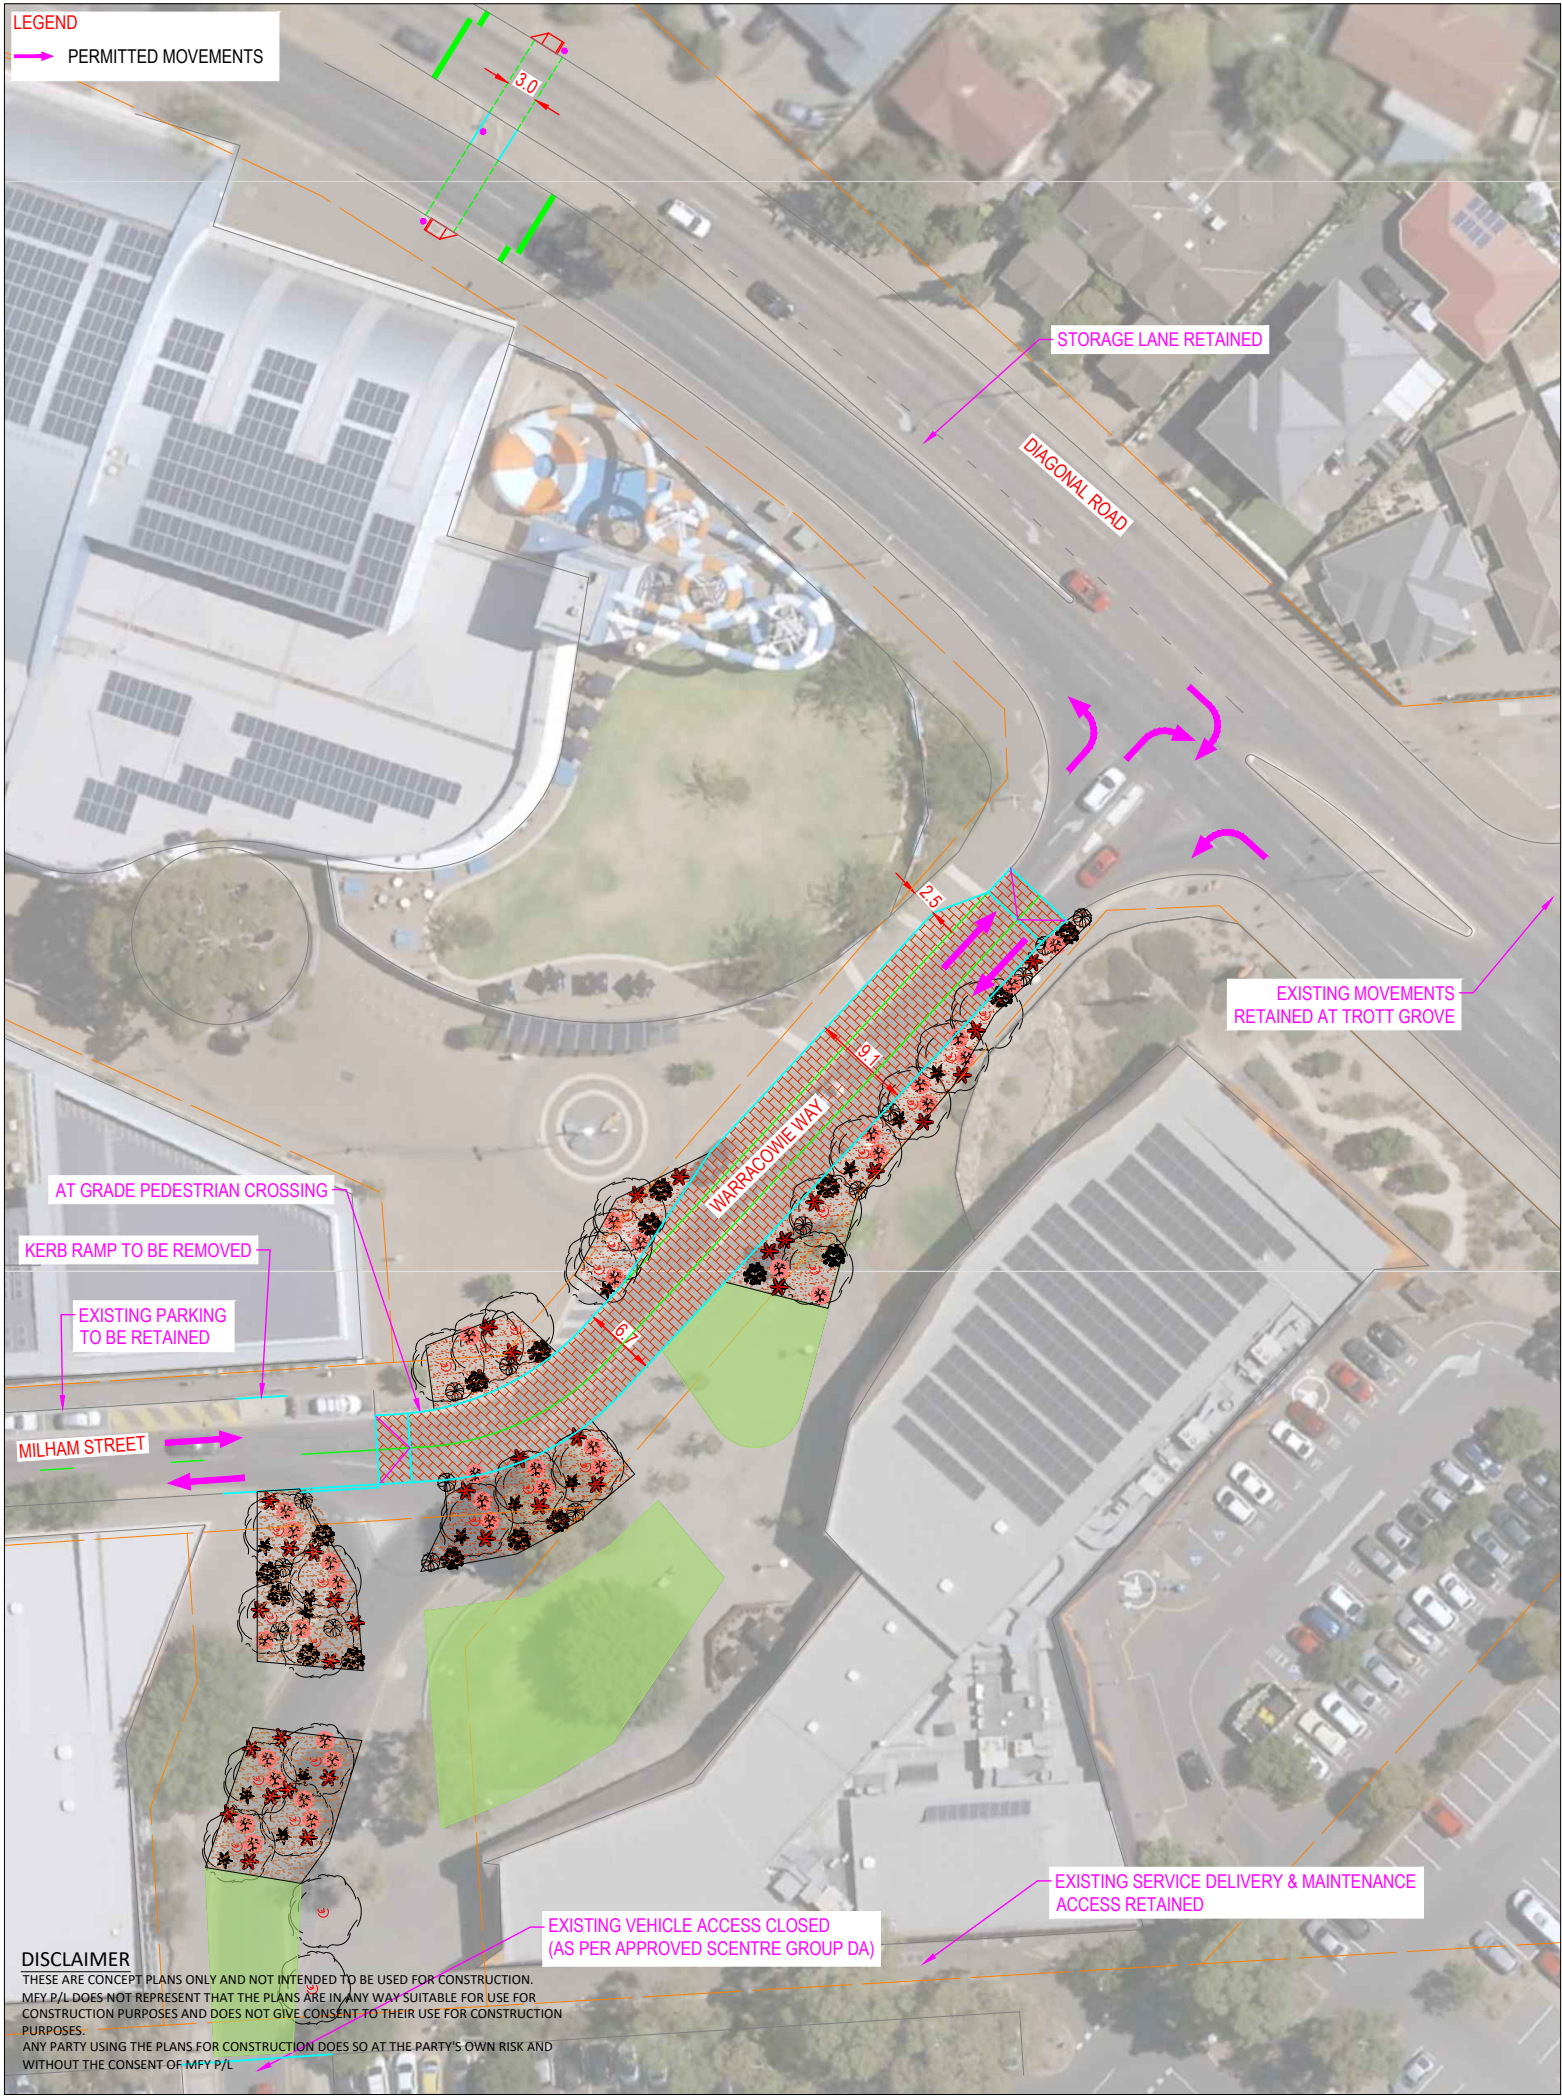 LEGEND
PERMITTED MOVEMENTS
3.0
STORAGE LANE RETAINED
DIAGONAL ROAD
2.5
EXISTING MOVEMENTS
RETAINED AT TROTT GROVE
9.1
WARRACOWIE WAY
AT GRADE PEDESTRIAN CROSSING
KERB RAMP TO BE REMOVED
EXISTING PARKING
TO BE RETAINED
6.7
MILHAM STREET
EXISTING SERVICE DELIVERY & MAINTENANCE
ACCESS RETAINED
EXISTING VEHICLE ACCESS CLOSED
(AS PER APPROVED SCENTRE GROUP DA)
DISCLAIMER
THESE ARE CONCEPT PLANS ONLY AND NOT INTENDED TO BE USED FOR CONSTRUCTION.
MFY P/L DOES NOT REPRESENT THAT THE PLANS ARE IN ANY WAY SUITABLE FOR USE FOR
CONSTRUCTION PURPOSES AND DOES NOT GIVE CONSENT TO THEIR USE FOR CONSTRUCTION
PURPOSES.
ANY PARTY USING THE PLANS FOR CONSTRUCTION DOES SO AT THE PARTY'S OWN RISK AND
WITHOUT THE CONSENT OF MFY P/L